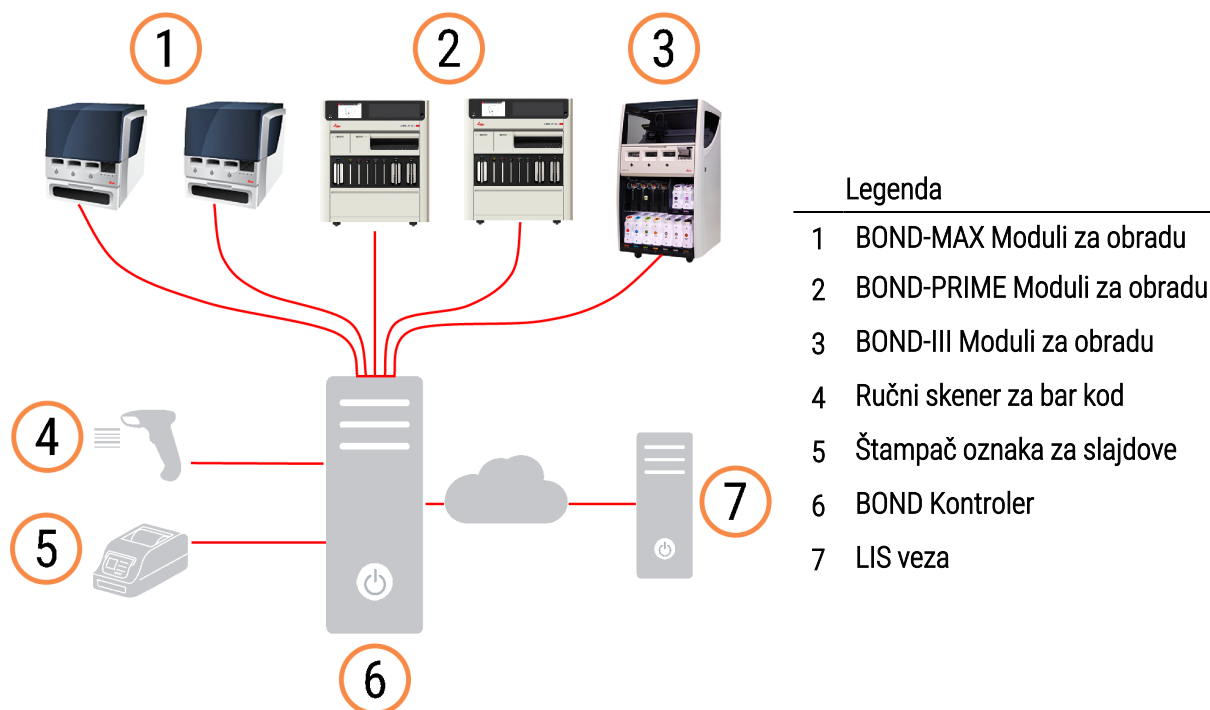 1
2
3
4
5
6
7
Legenda
1 BOND-MAX Moduli za obradu
2 BOND-PRIME Moduli za obradu
3 BOND-III Moduli za obradu
4 Ručni skener za bar kod
5 Štampač oznaka za slajdove
6 BOND Kontroler
7 LIS veza